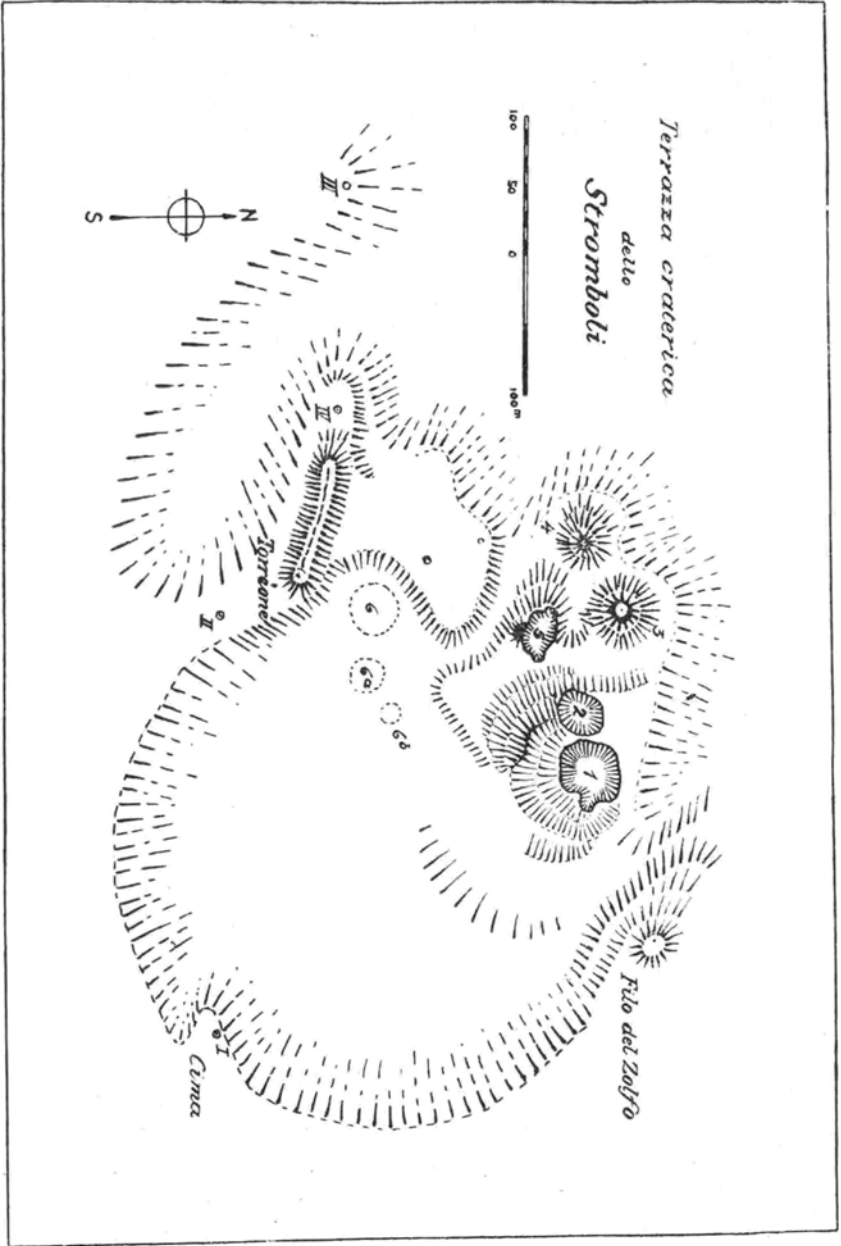 Terrazza craterica
dello
Stromboli
100 50 0 100 m
N
S
III
IV
Torrione
II
I
Cima
Filo del Zolfo
1
2
3
4
5
6
6a
6b
c